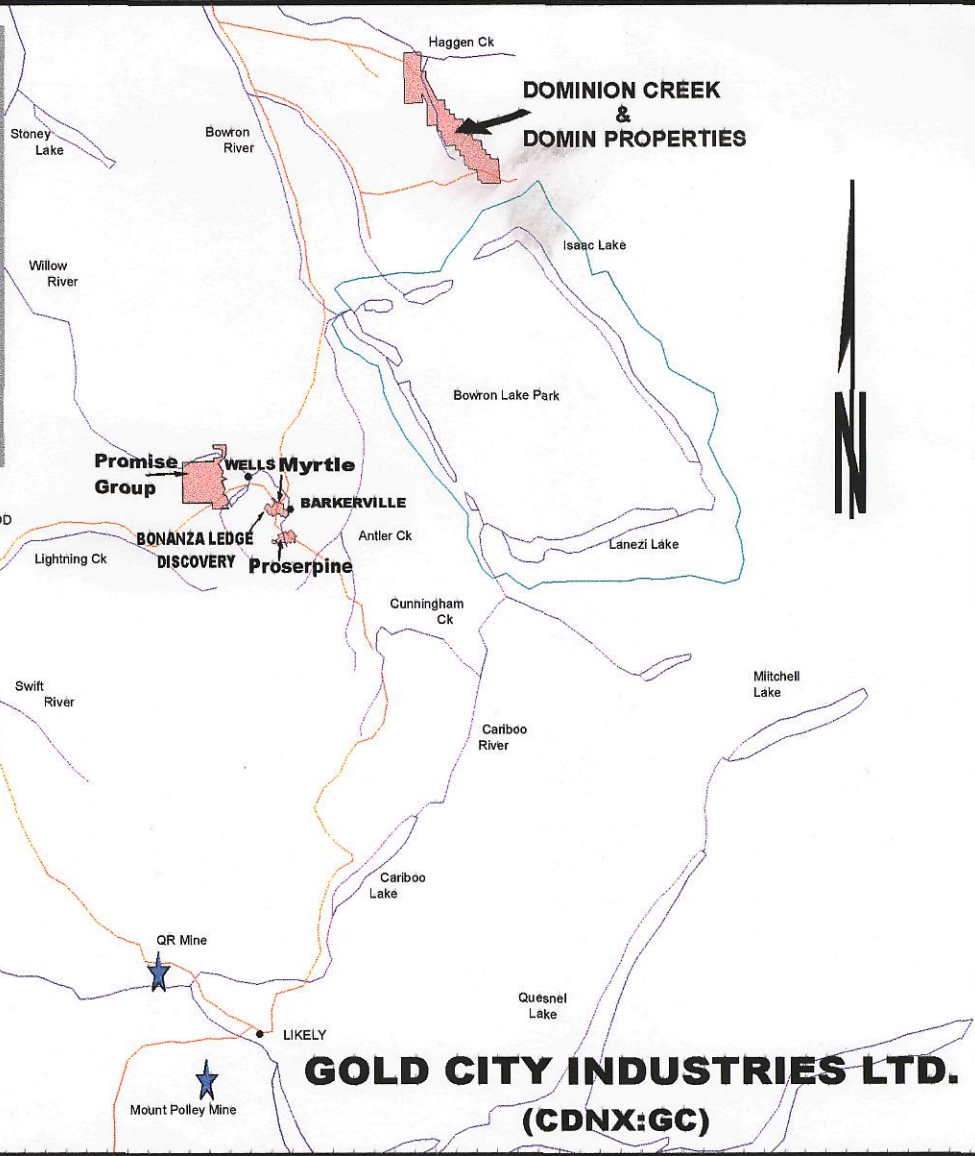 Haggen Ck
DOMINION CREEK
&
DOMIN PROPERTIES
Stoney
Lake
Bowron
River
Isaac Lake
Willow
River
Bowron Lake Park
N
Promise
Group
WELLS
Myrtle
BARKERVILLE
BONANZA LEDGE
DISCOVERY
Proserpine
Antler Ck
Lanezi Lake
Lightning Ck
Cunningham
Ck
Swift
River
Mitchell
Lake
Cariboo
River
Cariboo
Lake
QR Mine
Quesnel
Lake
LIKELY
Mount Polley Mine
GOLD CITY INDUSTRIES LTD.
(CDNX:GC)